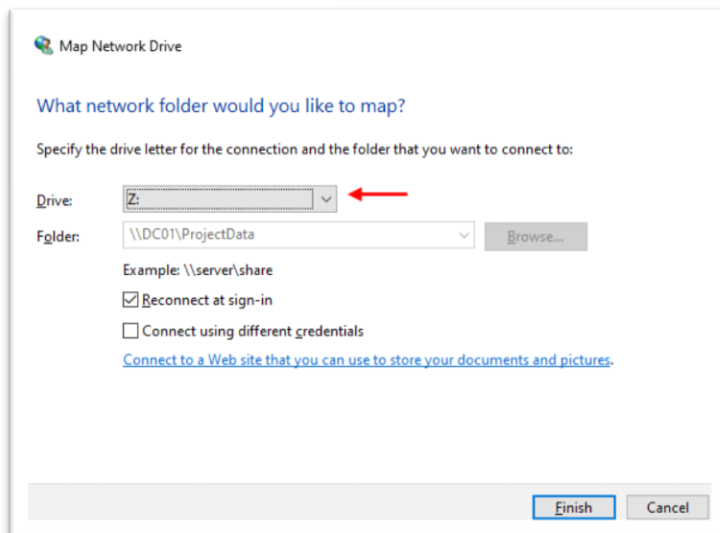 Map Network Drive
What network folder would you like to map?
Specify the drive letter for the connection and the folder that you want to connect to:
Drive: Z:
Folder: \\DC01\ProjectData Browse...
Example: \\server\share
Reconnect at sign-in
Connect using different credentials
Connect to a Web site that you can use to store your documents and pictures.
Finish Cancel